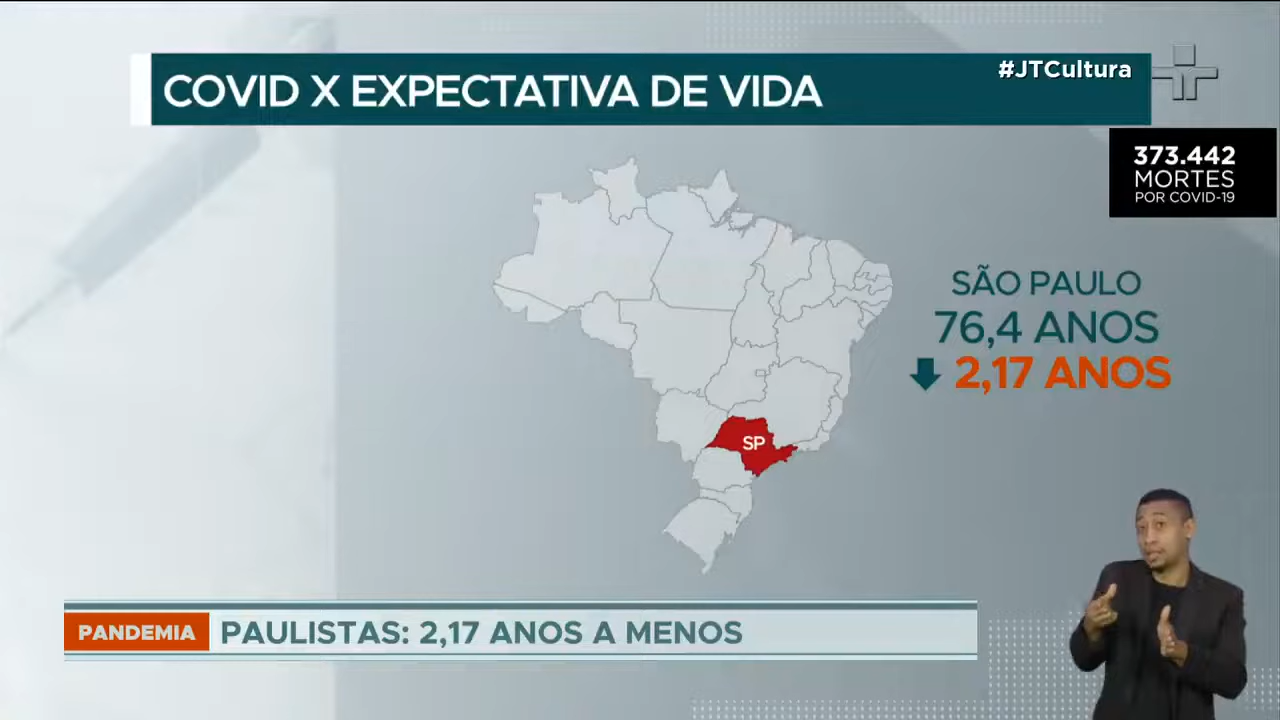 COVID X EXPECTATIVA DE VIDA
#JTCultura
373.442
MORTES
POR COVID-19
SÃO PAULO
76,4 ANOS
2,17 ANOS
SP
PANDEMIA
PAULISTAS: 2,17 ANOS A MENOS